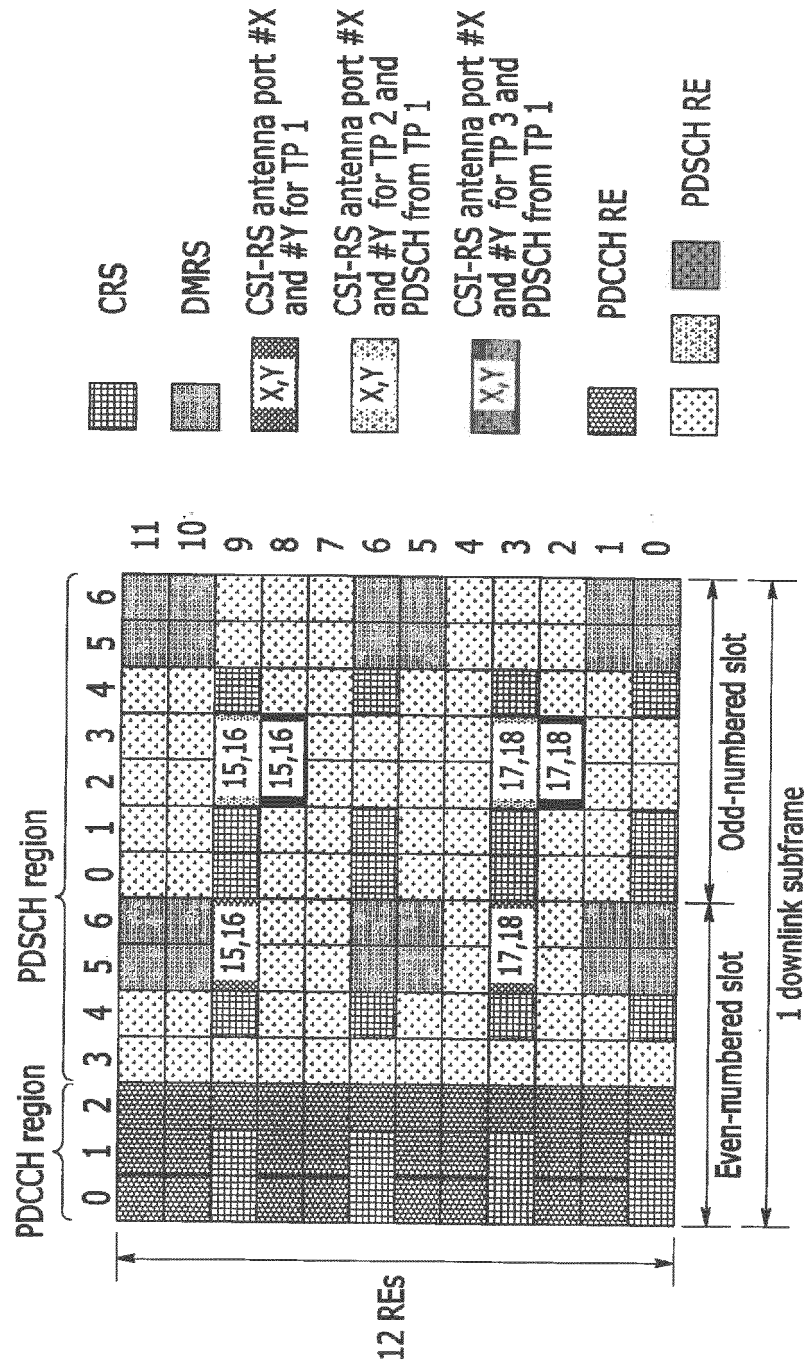 PDCCH region
PDSCH region
0 1 2 3 4 5 6 0 1 2 3 4 5 6
12 REs
11
10
9
8
7
6
5
4
3
2
1
0
15,16
15,16
15,16
17,18
17,18
17,18
Even-numbered slot
Odd-numbered slot
1 downlink subframe
CRS
DMRS
X,Y
CSI-RS antenna port #X
and #Y for TP 1
X,Y
CSI-RS antenna port #X
and #Y for TP 2 and
PDSCH from TP 1
X,Y
CSI-RS antenna port #X
and #Y for TP 3 and
PDSCH from TP 1
PDCCH RE
PDSCH RE